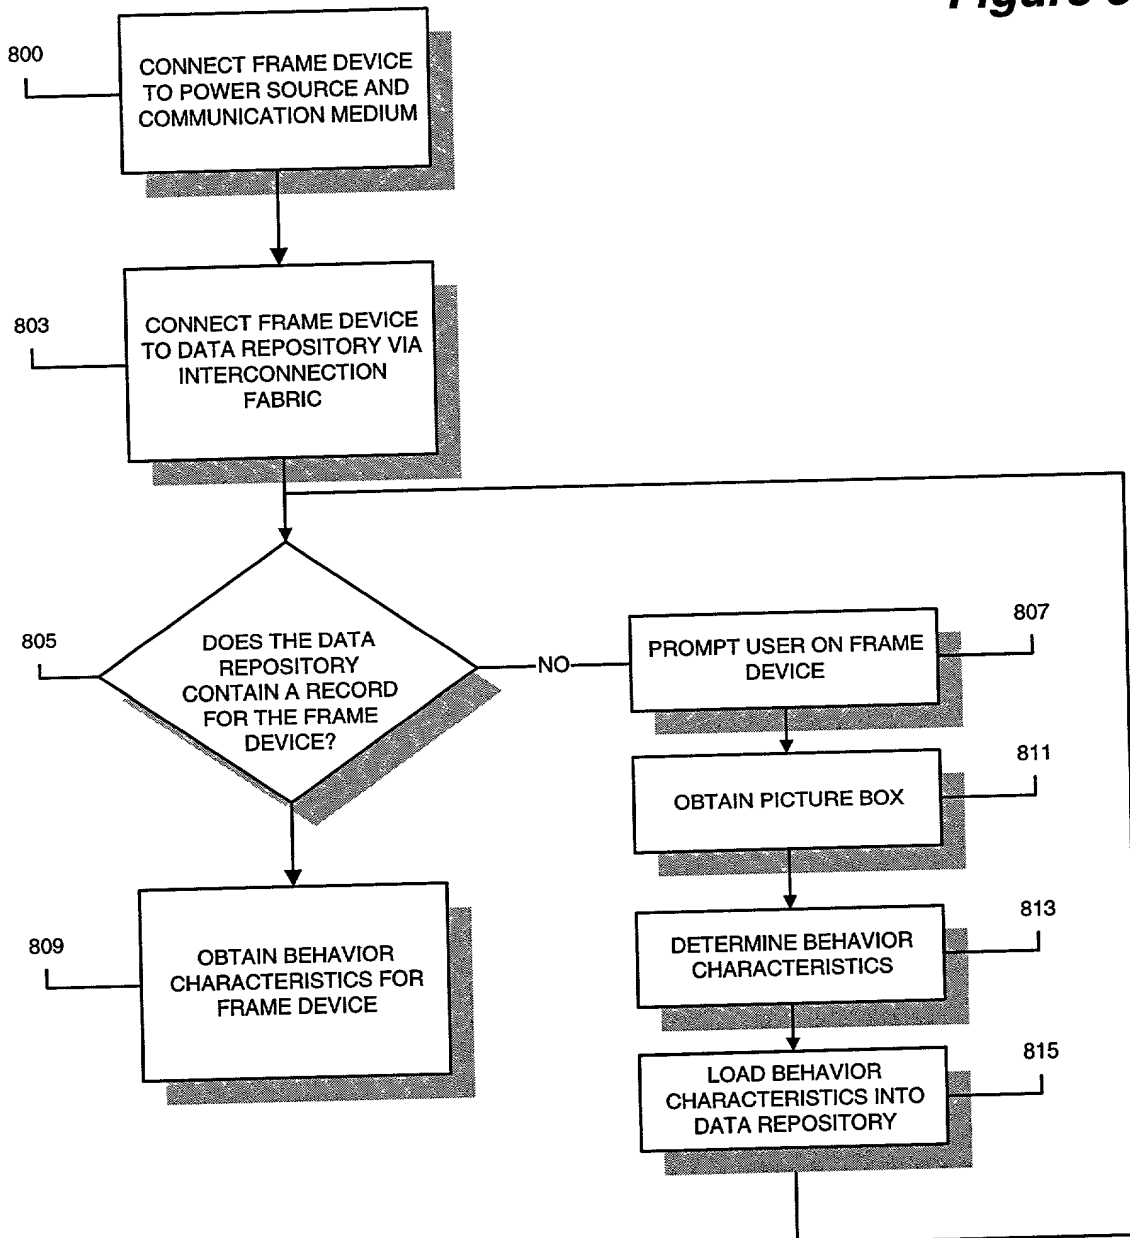 Figure
800
CONNECT FRAME DEVICE
TO POWER SOURCE AND
COMMUNICATION MEDIUM
803
CONNECT FRAME DEVICE
TO DATA REPOSITORY VIA
INTERCONNECTION
FABRIC
805
DOES THE DATA
REPOSITORY
CONTAIN A RECORD
FOR THE FRAME
DEVICE?
NO
807
PROMPT USER ON FRAME
DEVICE
811
OBTAIN PICTURE BOX
809
OBTAIN BEHAVIOR
CHARACTERISTICS FOR
FRAME DEVICE
813
DETERMINE BEHAVIOR
CHARACTERISTICS
815
LOAD BEHAVIOR
CHARACTERISTICS INTO
DATA REPOSITORY